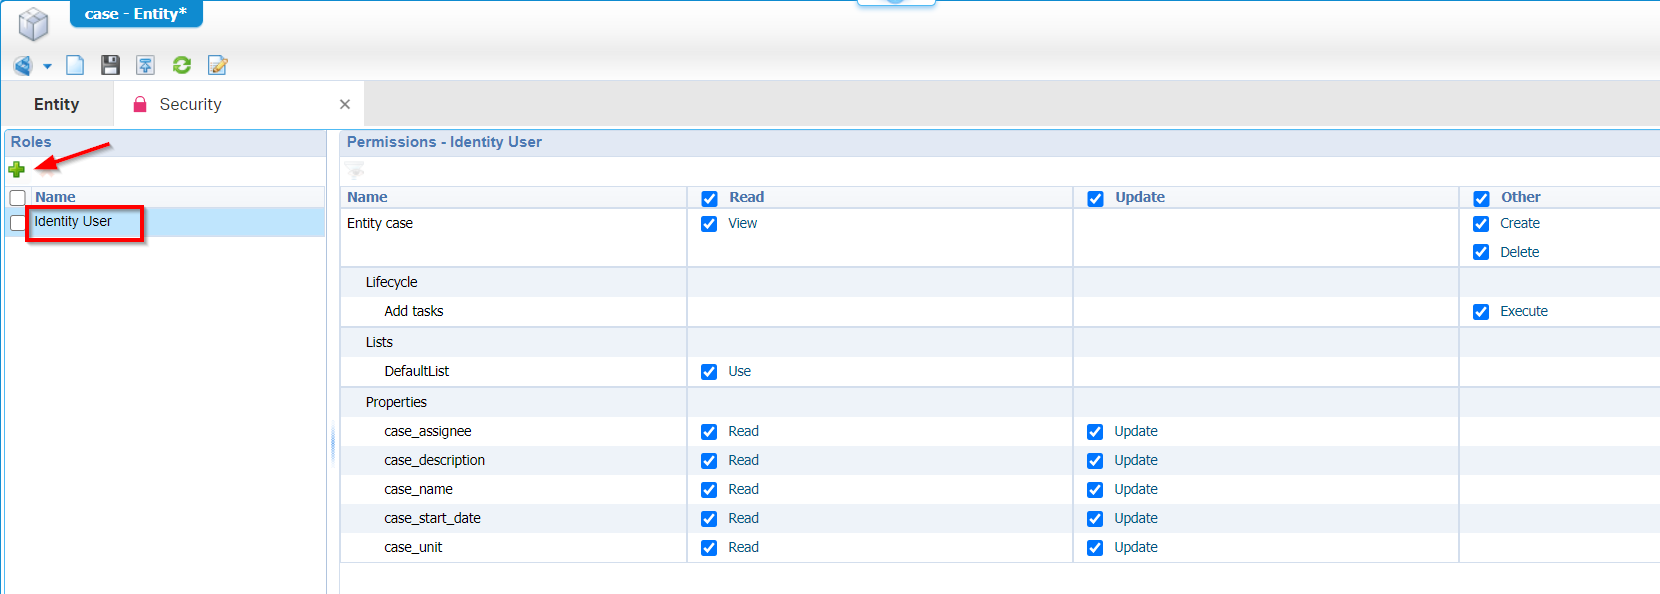 case - Entity*
Entity
Security
Roles
Permissions - Identity User
Name
Name Read Update Other
Identity User
Entity case View Create
Delete
Lifecycle
Add tasks Execute
Lists
DefaultList Use
Properties
case_assignee Read Update
case_description Read Update
case_name Read Update
case_start_date Read Update
case_unit Read Update